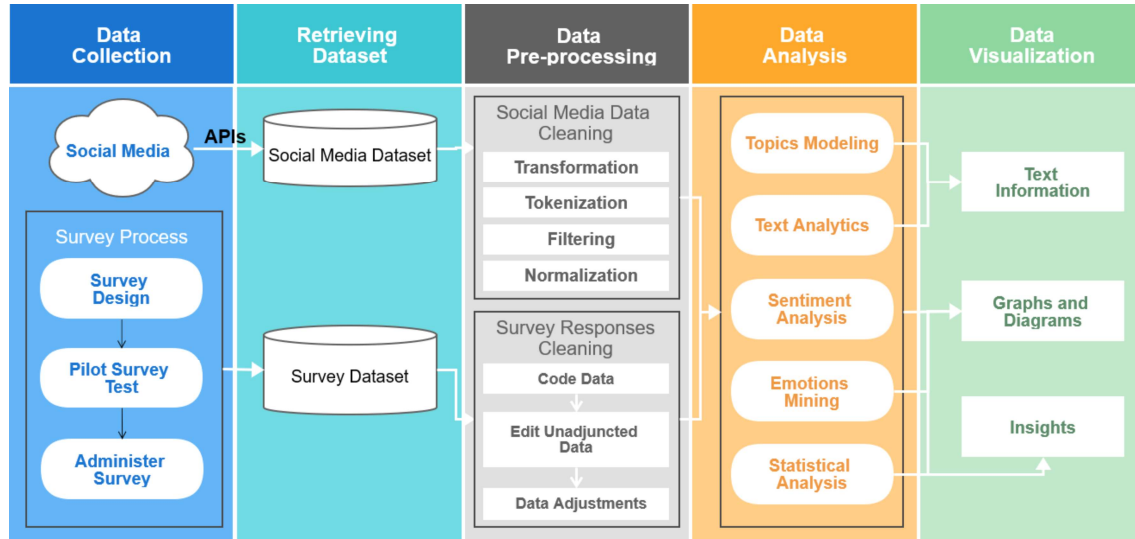 Data
Collection
Retrieving
Dataset
Data
Pre-processing
Data
Analysis
Data
Visualization
Social Media
APIs
Survey Process
Survey
Design
Pilot Survey
Test
Administer
Survey
Social Media Dataset
Survey Dataset
Social Media Data
Cleaning
Transformation
Tokenization
Filtering
Normalization
Survey Responses
Cleaning
Code Data
Edit Unadjuncted
Data
Data Adjustments
Topics Modeling
Text Analytics
Sentiment
Analysis
Emotions
Mining
Statistical
Analysis
Text
Information
Graphs and
Diagrams
Insights